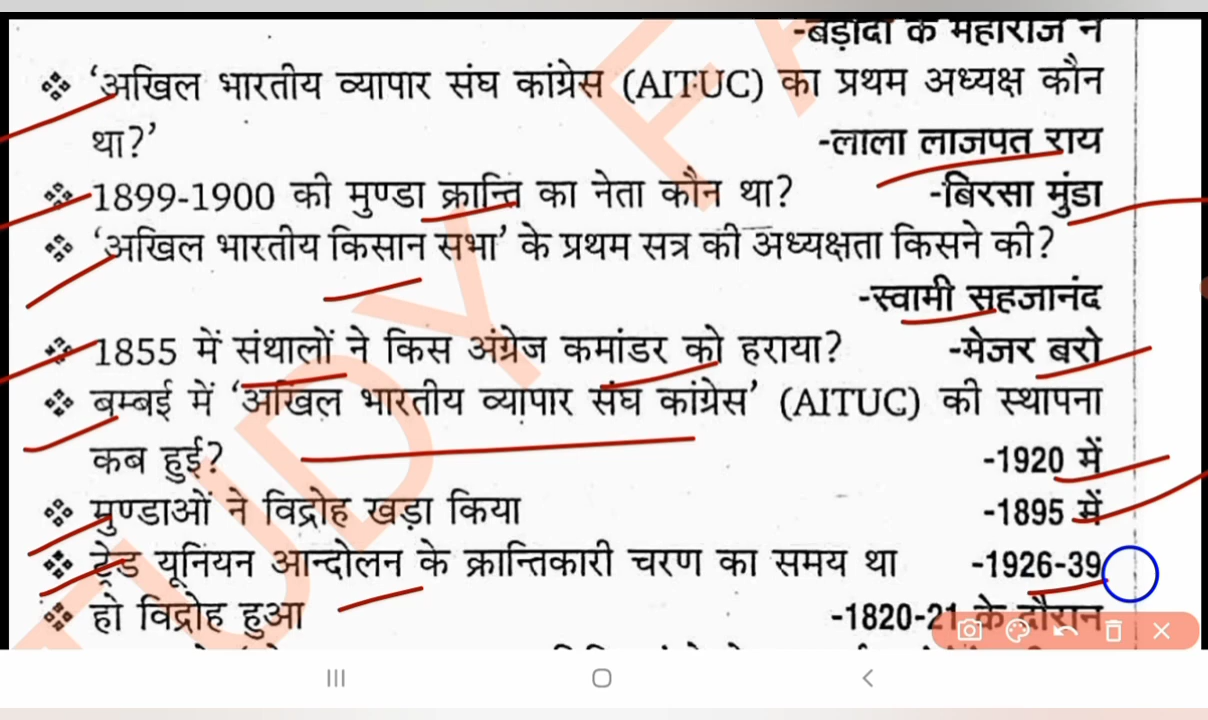 -बड़ौदा के महाराज ने
❖ 'अखिल भारतीय व्यापार संघ कांग्रेस (AITUC) का प्रथम अध्यक्ष कौन
था?' -लाला लाजपत राय
❖ 1899-1900 की मुण्डा क्रान्ति का नेता कौन था? -बिरसा मुंडा
❖ 'अखिल भारतीय किसान सभा' के प्रथम सत्र की अध्यक्षता किसने की?
-स्वामी सहजानंद
❖ 1855 में संथालों ने किस अंग्रेज कमांडर को हराया? -मेजर बरो
❖ बम्बई में 'अखिल भारतीय व्यापार संघ कांग्रेस' (AITUC) की स्थापना
कब हुई? -1920 में
❖ मुण्डाओं ने विद्रोह खड़ा किया -1895 में
❖ ट्रेड यूनियन आन्दोलन के क्रान्तिकारी चरण का समय था -1926-39
❖ हो विद्रोह हुआ -1820-21 के दौरान